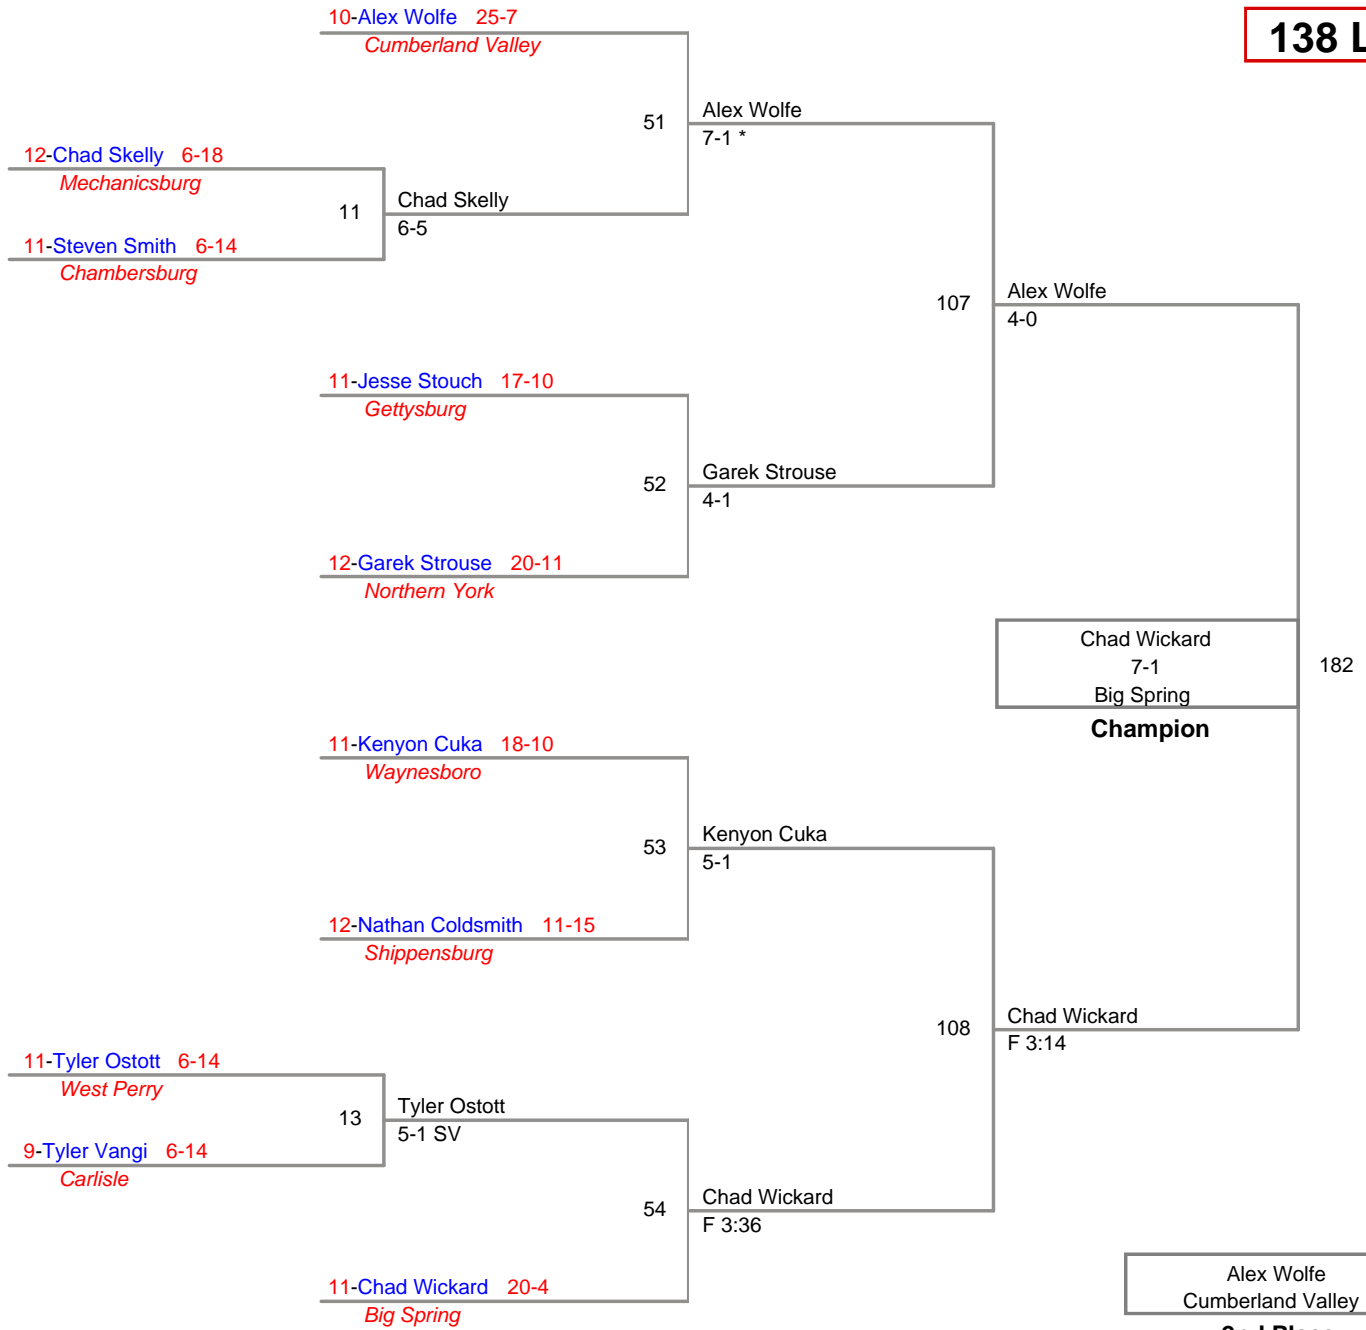 10-Alex Wolfe 25-7
Cumberland Valley
138 L
51
Alex Wolfe
7-1 *
12-Chad Skelly 6-18
Mechanicsburg
11
Chad Skelly
6-5
11-Steven Smith 6-14
Chambersburg
107
Alex Wolfe
4-0
11-Jesse Stouch 17-10
Gettysburg
52
Garek Strouse
4-1
12-Garek Strouse 20-11
Northern York
Chad Wickard
7-1
Big Spring
Champion
182
11-Kenyon Cuka 18-10
Waynesboro
53
Kenyon Cuka
5-1
12-Nathan Coldsmith 11-15
Shippensburg
108
Chad Wickard
F 3:14
11-Tyler Ostott 6-14
West Perry
13
Tyler Ostott
5-1 SV
9-Tyler Vangi 6-14
Carlisle
54
Chad Wickard
F 3:36
11-Chad Wickard 20-4
Big Spring
Alex Wolfe
Cumberland Valley
2nd Place